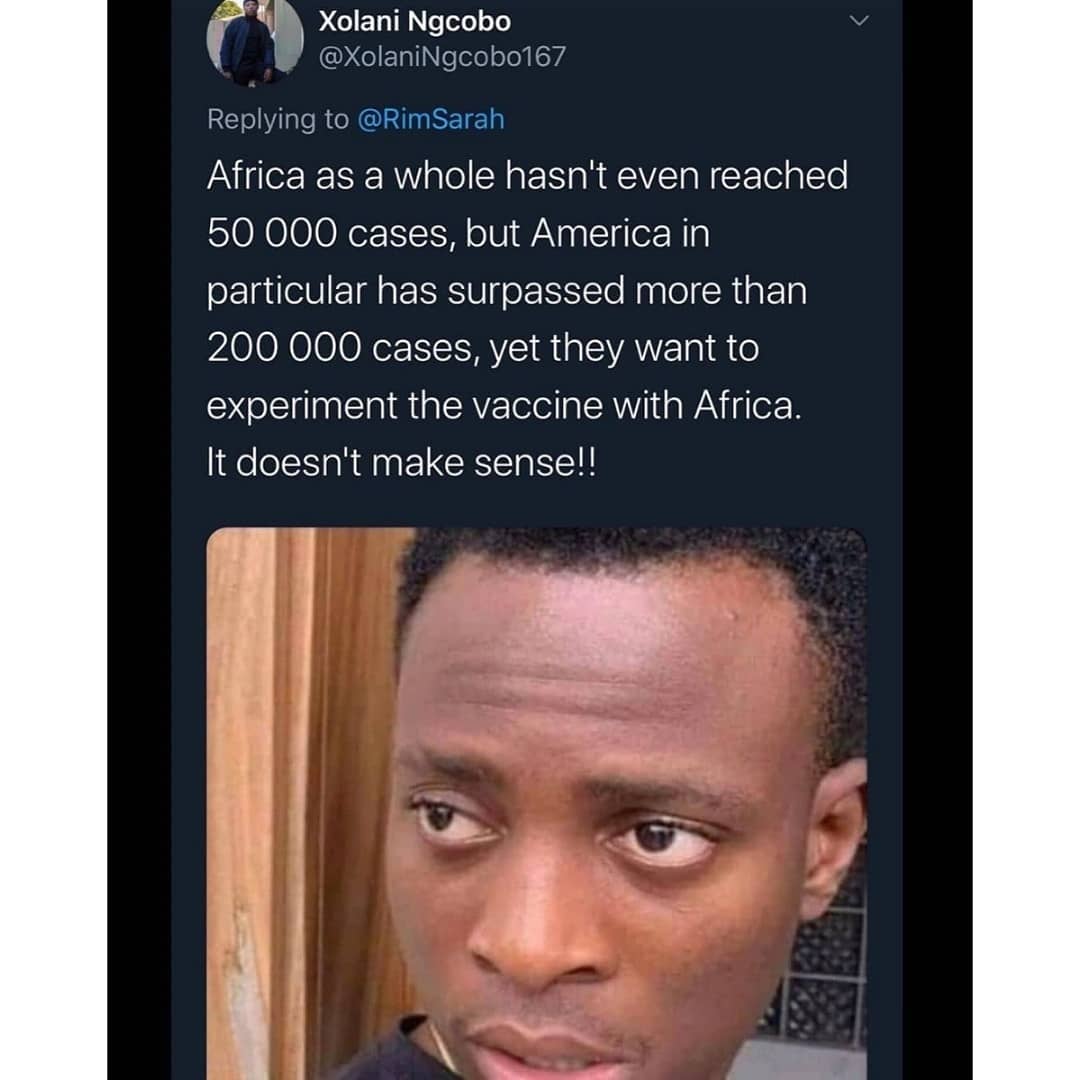 Xolani Ngcobo
@XolaniNgcobo167
Replying to @RimSarah
Africa as a whole hasn't even reached
50 000 cases, but America in
particular has surpassed more than
200 000 cases, yet they want to
experiment the vaccine with Africa.
It doesn't make sense!!